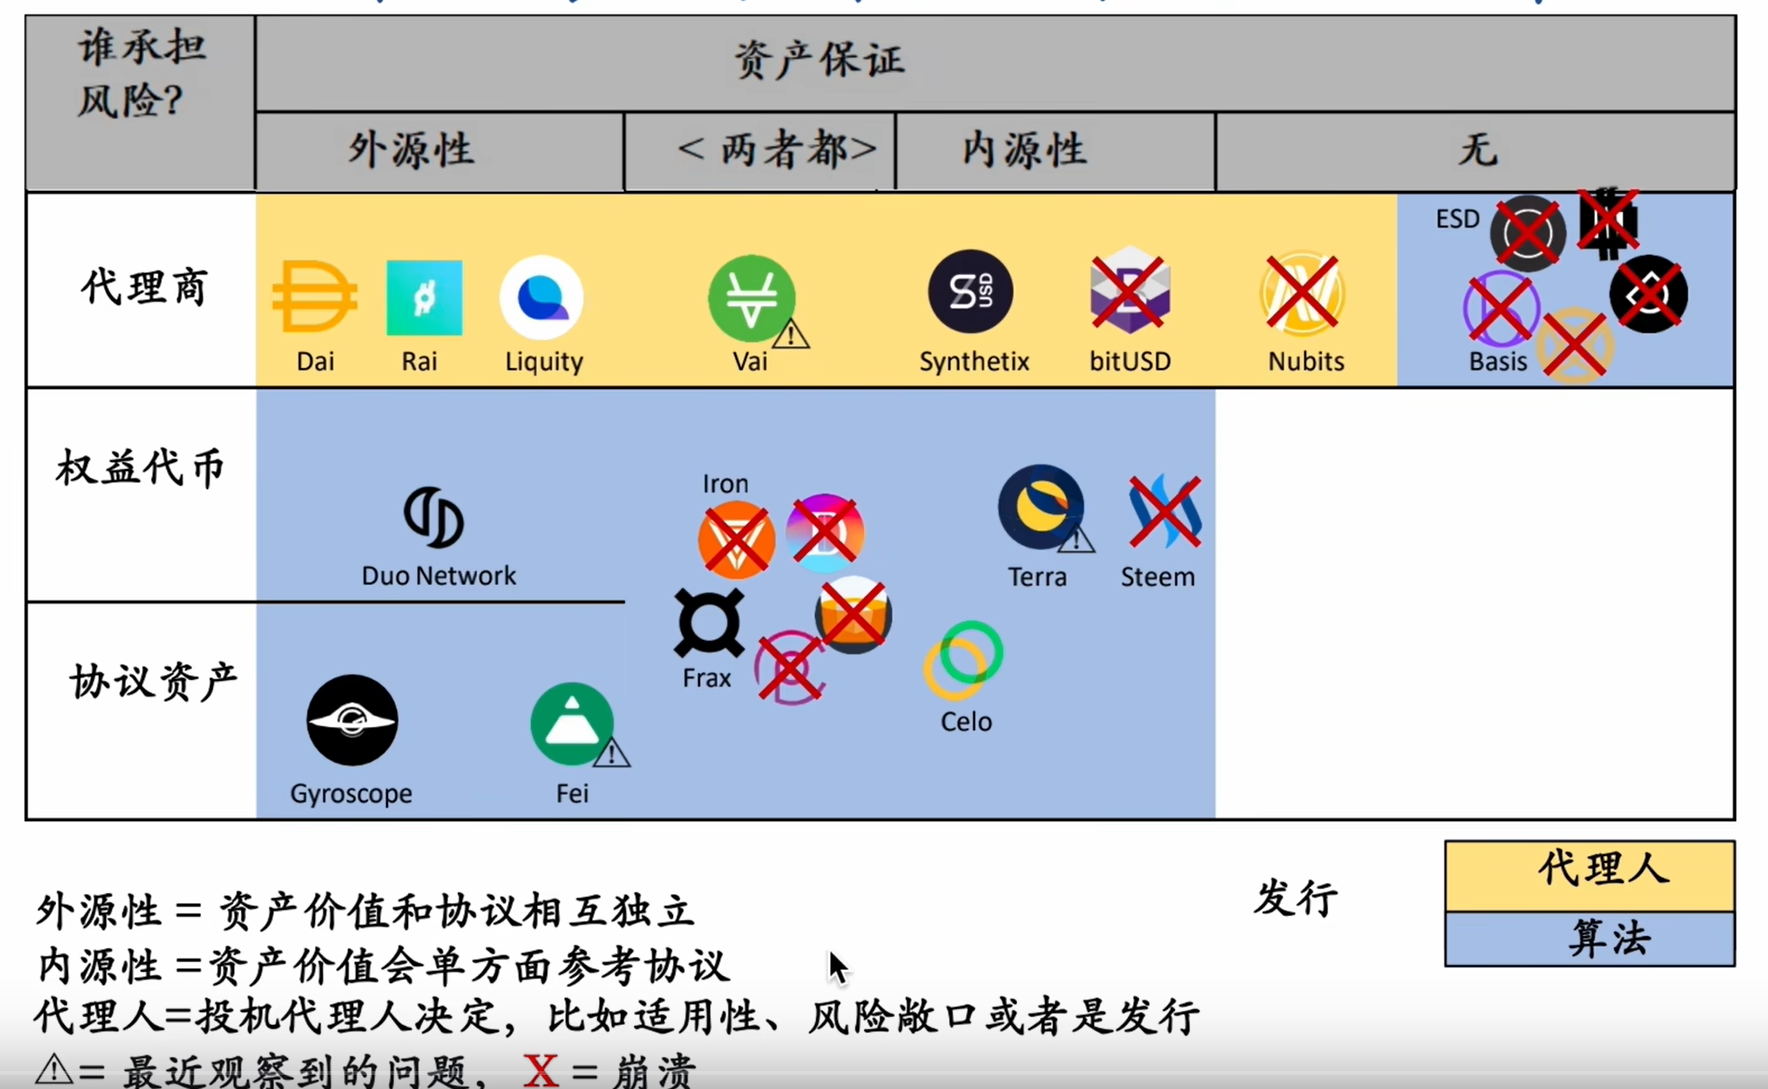 谁承担
风险?
资产保证
外源性
< 两者都>
内源性
无
代理商
Dai
Rai
Liquity
Vai
USD
Synthetix
bitUSD
Nubits
ESD
Basis
权益代币
Duo Network
Iron
Terra
Steem
协议资产
Gyroscope
Fei
Frax
Celo
外源性 = 资产价值和协议相互独立
内源性 =资产价值会单方面参考协议
代理人=投机代理人决定，比如适用性、风险敞口或者是发行
⚠= 最近观察到的问题， X = 崩溃
发行
代理人
算法